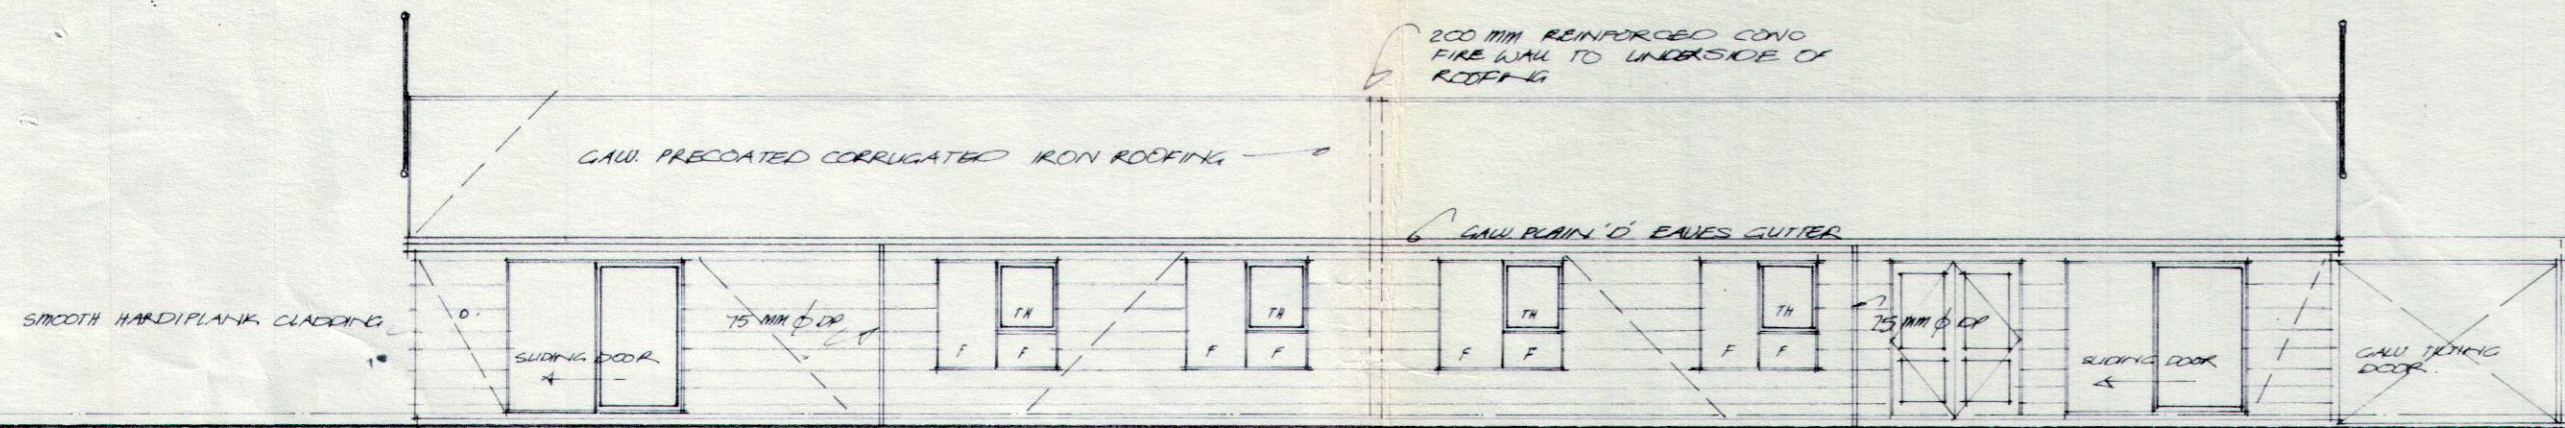 200 MM REINFORCED CONC
FIRE WALL TO UNDERSIDE OF
ROOFING
GALV. PRECOATED CORRUGATED IRON ROOFING
GALV. PLAIN 'D' EAVES GUTTER
SMOOTH HARDIPLANK CLADDING
SLIDING DOOR
75 MM φ DP
F
TH
F
F
TH
F
F
TH
F
F
TH
F
75 MM φ DP
SLIDING DOOR
GALV. TILTING
DOOR.